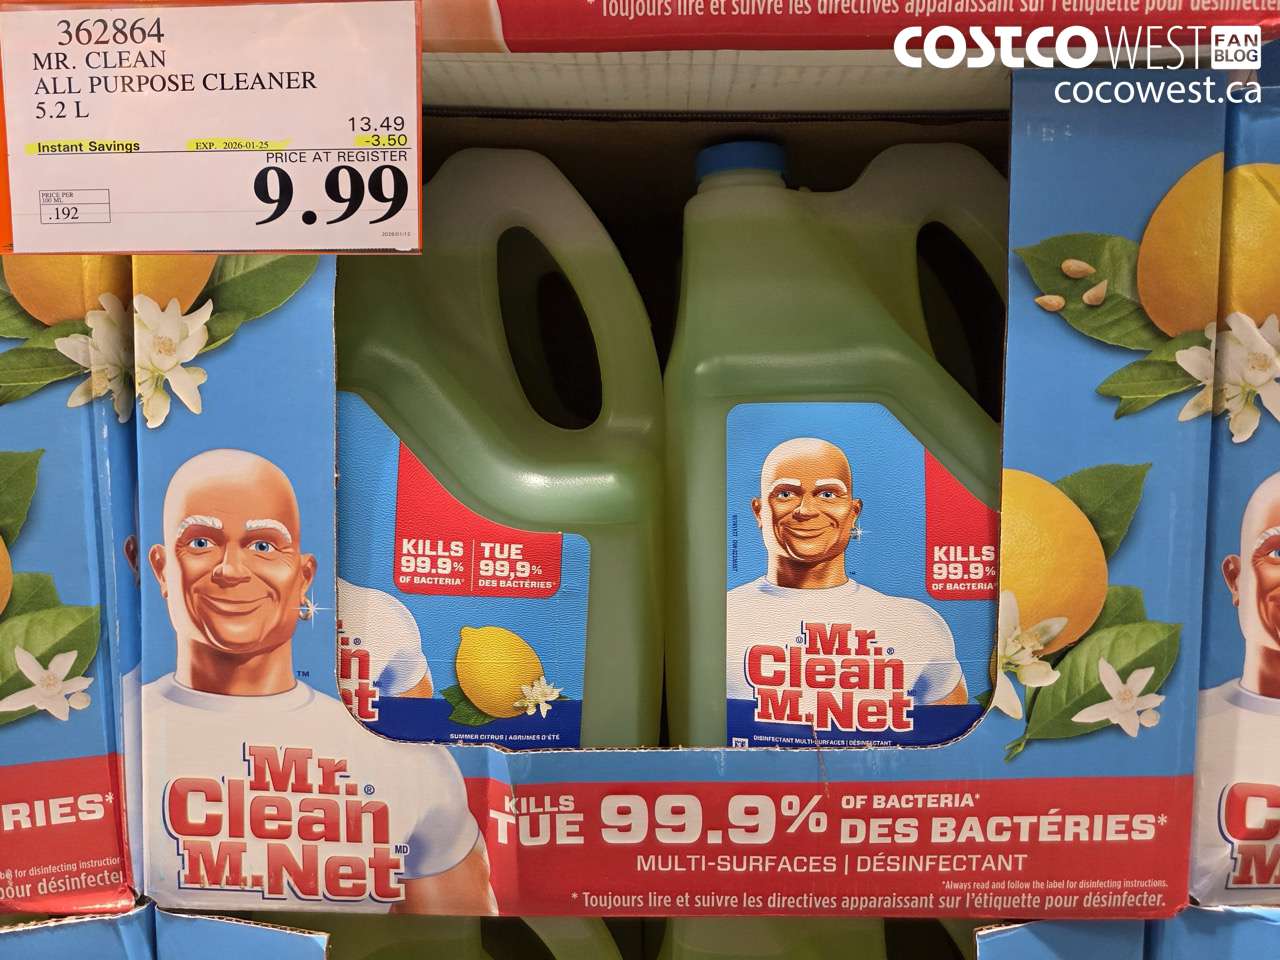 * Toujours lire et suivre les directives apparaissant sur l'étiquette pour désinfecter
COSTCO WEST FAN BLOG
cocowest.ca
362864
MR. CLEAN
ALL PURPOSE CLEANER
5.2 L
13.49
Instant Savings EXP. 2026-01-25 -3.50
PRICE AT REGISTER
9.99
PRICE PER
100 ML
.192
KILLS
99.9%
OF BACTERIA*
TUE
99,9%
DES BACTÉRIES*
SUMMER CITRUS | AGRUMES D'ÉTÉ
KILLS
99.9%
OF BACTERIA
Mr.®
Clean
M.Net MD
DISINFECTANT MULTI-SURFACES | DÉSINFECTANT
Mr.®
Clean
M.Net MD
TM
KILLS
TUE 99.9% OF BACTERIA*
DES BACTÉRIES*
MULTI-SURFACES | DÉSINFECTANT
*Always read and follow the label for disinfecting instructions.
* Toujours lire et suivre les directives apparaissant sur l'étiquette pour désinfecter.
RIES*
for disinfecting instruction
pour désinfecter